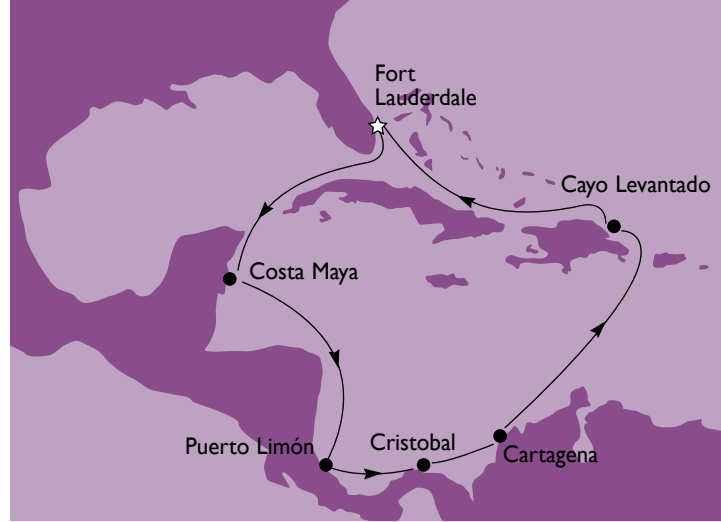 Fort
Lauderdale
Cayo Levantado
Costa Maya
Puerto Limón
Cristobal
Cartagena